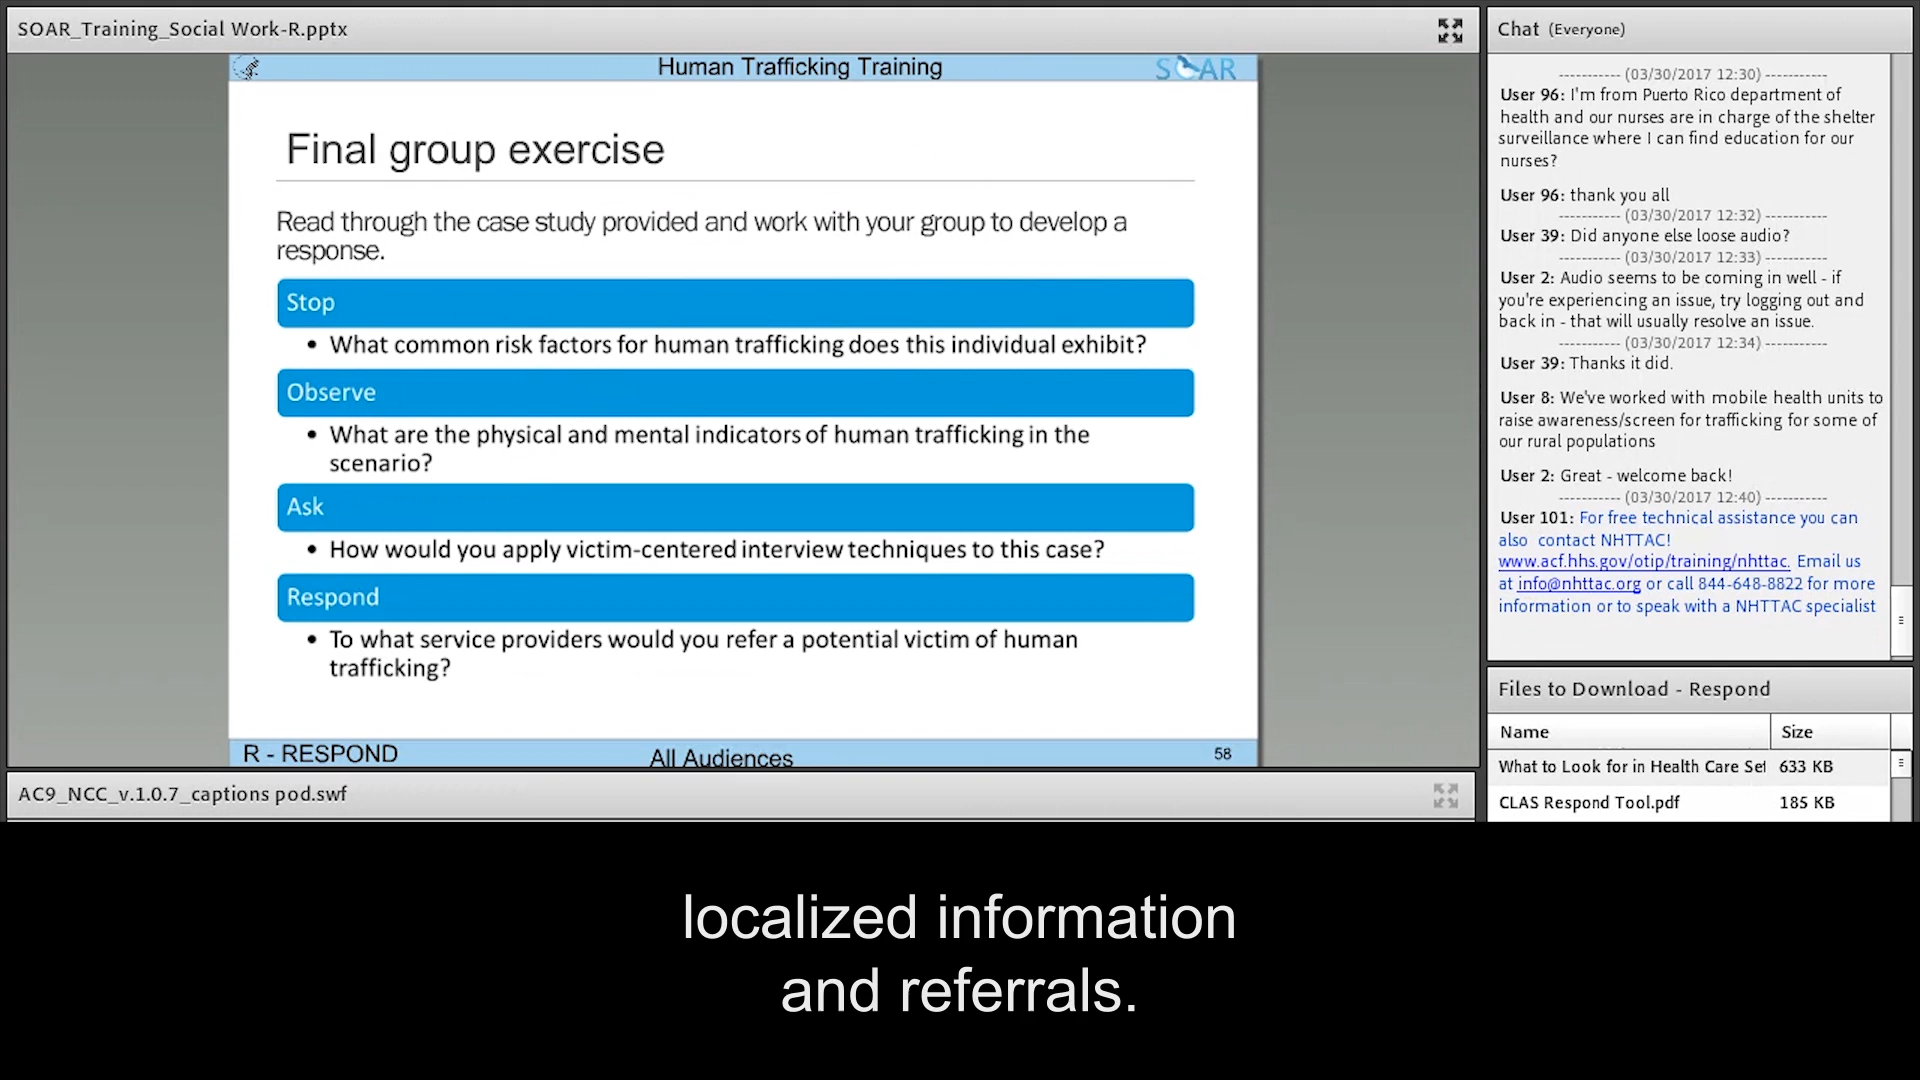 SOAR_Training_Social Work-R.pptx
Human Trafficking Training
SOAR
Final group exercise
Read through the case study provided and work with your group to develop a
response.
Stop
• What common risk factors for human trafficking does this individual exhibit?
Observe
• What are the physical and mental indicators of human trafficking in the
scenario?
Ask
• How would you apply victim-centered interview techniques to this case?
Respond
• To what service providers would you refer a potential victim of human
trafficking?
R - RESPOND
All Audiences
58
AC9_NCC_v.1.0.7_captions pod.swf
Chat (Everyone)
----------- (03/30/2017 12:30) -----------
User 96: I'm from Puerto Rico department of
health and our nurses are in charge of the shelter
surveillance where I can find education for our
nurses?
User 96: thank you all
----------- (03/30/2017 12:32) -----------
User 39: Did anyone else loose audio?
----------- (03/30/2017 12:33) -----------
User 2: Audio seems to be coming in well - if
you're experiencing an issue, try logging out and
back in - that will usually resolve an issue.
----------- (03/30/2017 12:34) -----------
User 39: Thanks it did.
User 8: We've worked with mobile health units to
raise awareness/screen for trafficking for some of
our rural populations
User 2: Great - welcome back!
----------- (03/30/2017 12:40) -----------
User 101: For free technical assistance you can
also contact NHTTAC!
www.acf.hhs.gov/otip/training/nhttac. Email us
at info@nhttac.org or call 844-648-8822 for more
information or to speak with a NHTTAC specialist
Files to Download - Respond
Name Size
What to Look for in Health Care Set 633 KB
CLAS Respond Tool.pdf 185 KB
localized information
and referrals.